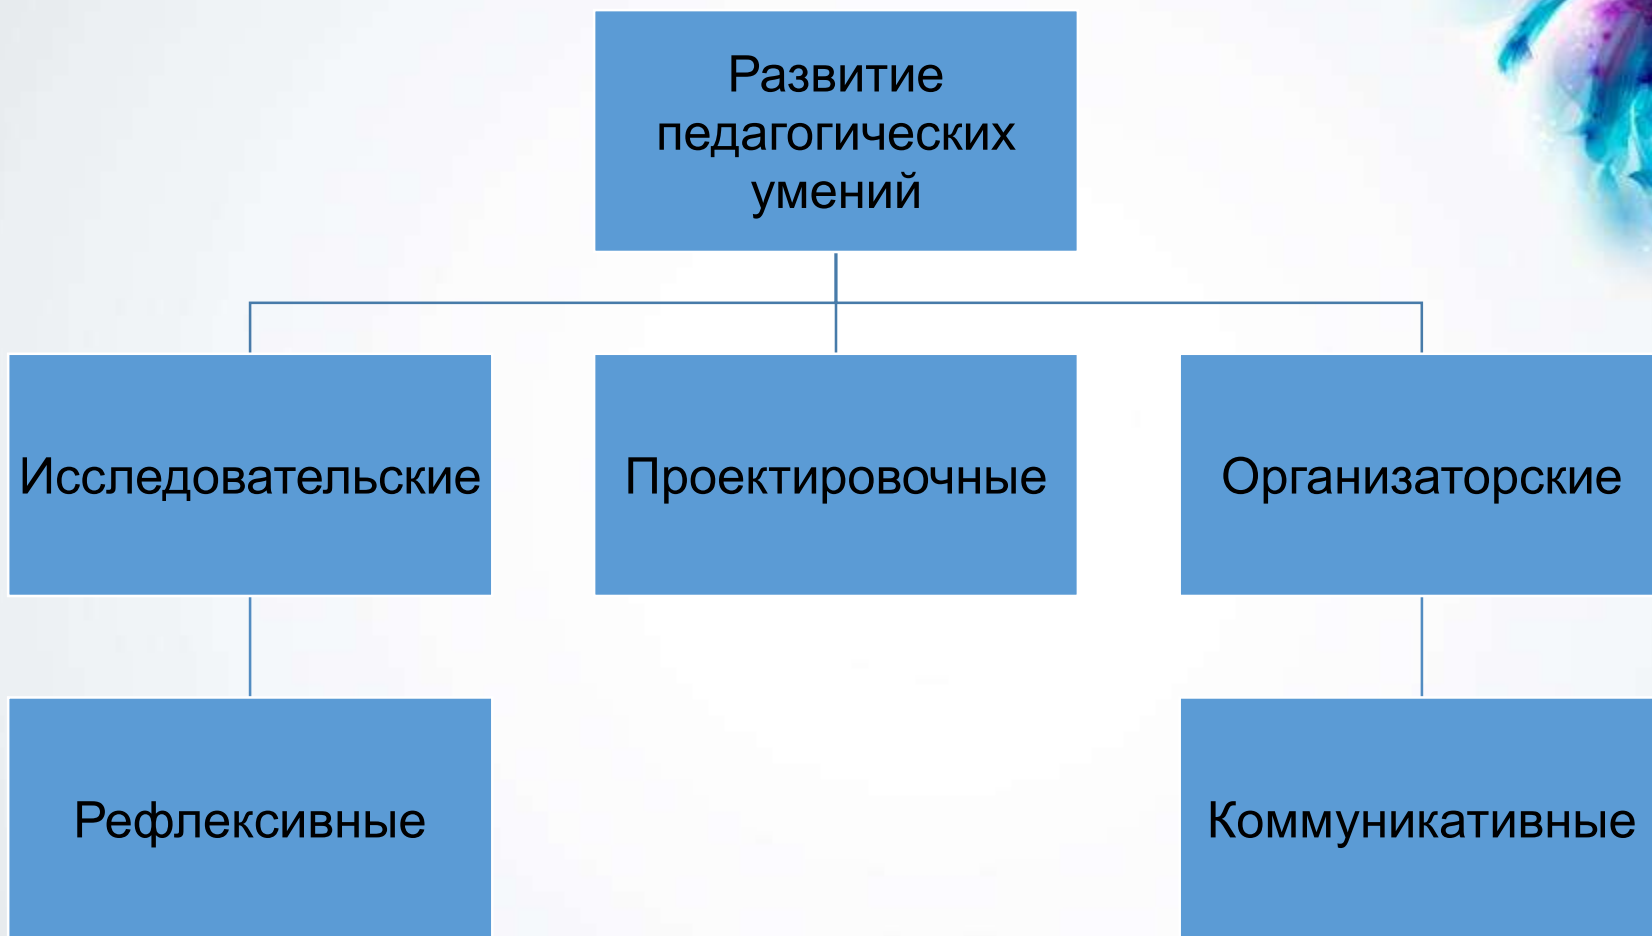 Развитие
педагогических
умений
Исследовательские
Проектировочные
Организаторские
Рефлексивные
Коммуникативные